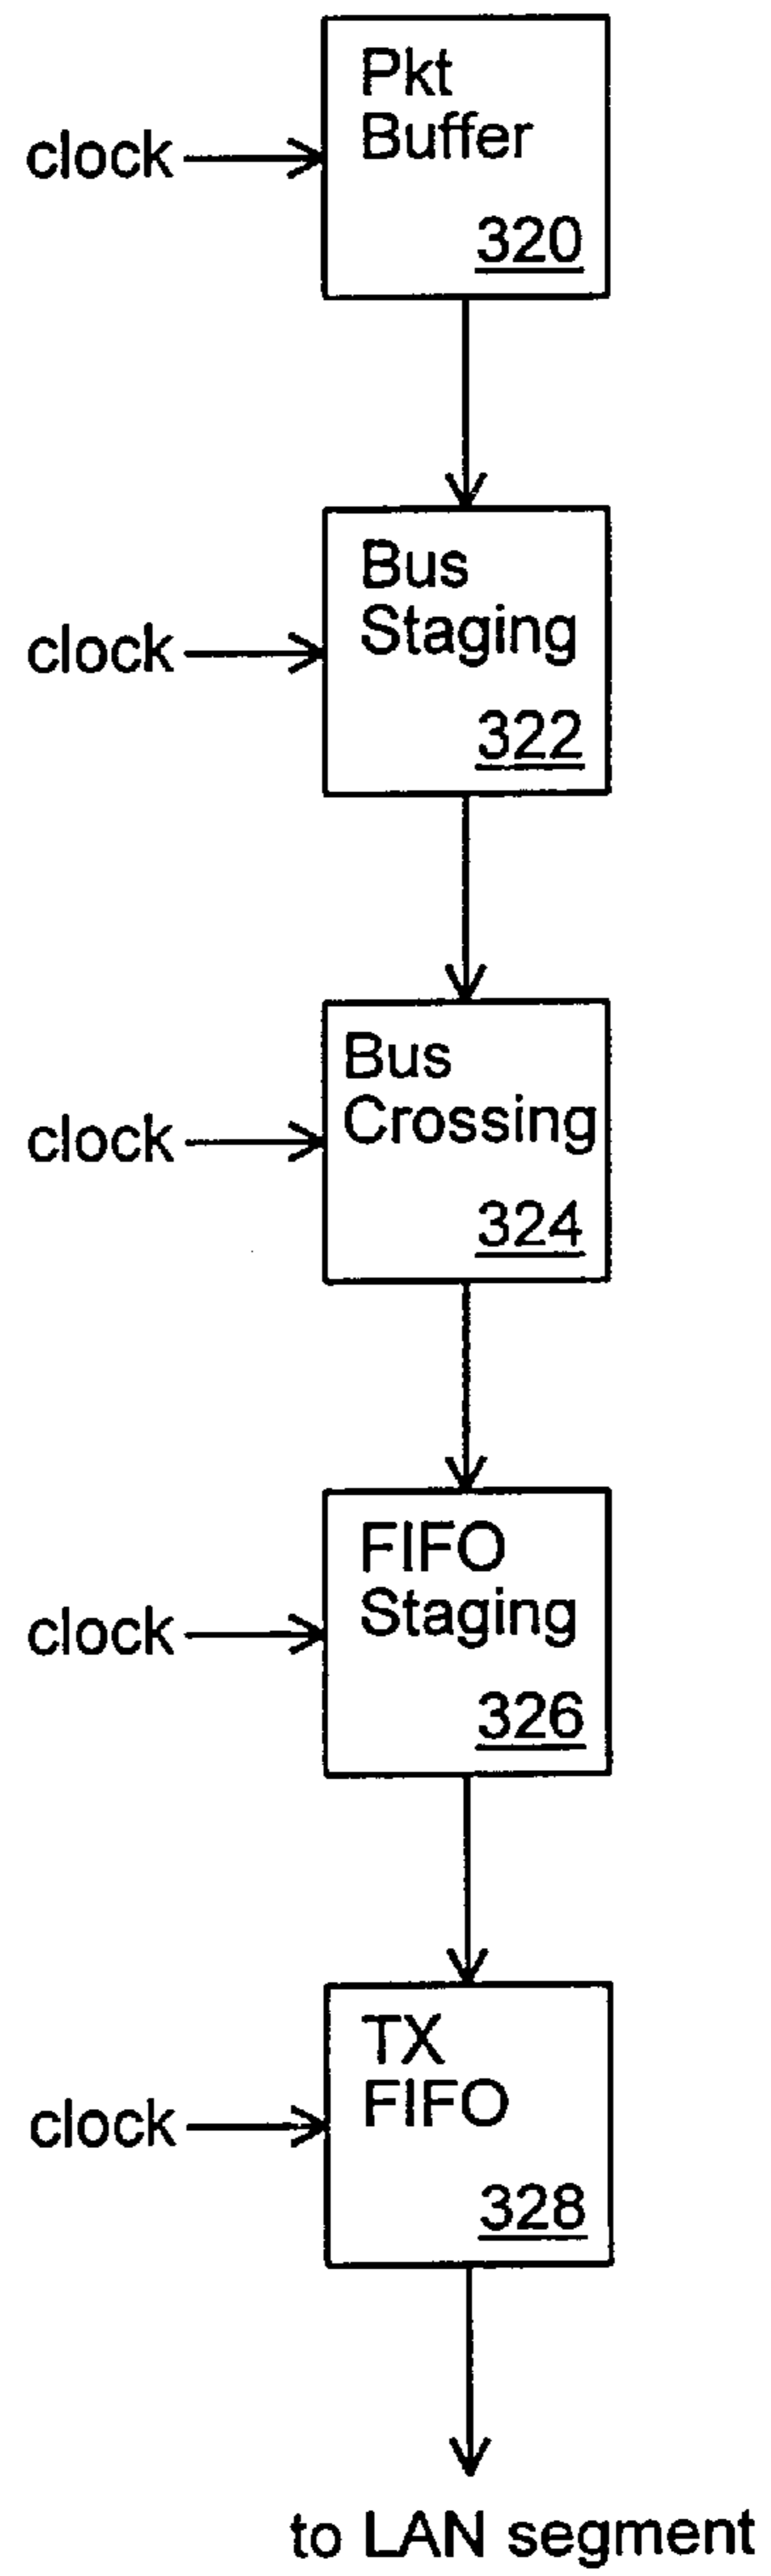 Pkt
Buffer
clock
320
Bus
Staging
clock
322
Bus
Crossing
clock
324
FIFO
Staging
clock
326
TX
FIFO
clock
328
to LAN segment